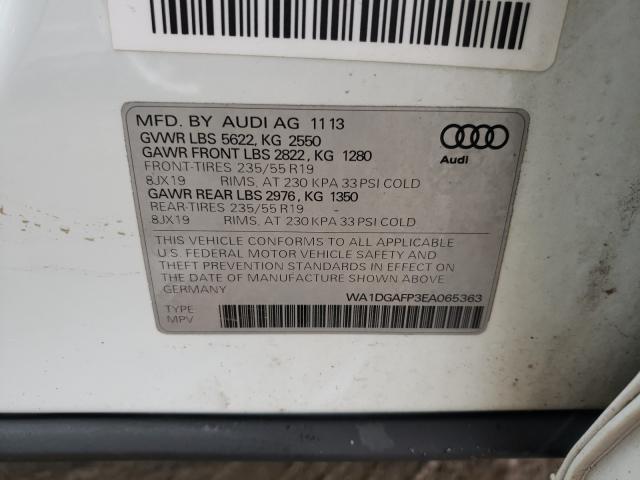 MFD. BY AUDI AG 11 13
GVWR LBS 5622, KG 2550
GAWR FRONT LBS 2822, KG 1280
FRONT-TIRES 235/55 R19
8JX19 RIMS, AT 230 KPA 33 PSI COLD
GAWR REAR LBS 2976, KG 1350
REAR-TIRES 235/55 R19 -
8JX19 RIMS, AT 230 KPA 33 PSI COLD
Audi
THIS VEHICLE CONFORMS TO ALL APPLICABLE
U.S. FEDERAL MOTOR VEHICLE SAFETY AND
THEFT PREVENTION STANDARDS IN EFFECT ON
THE DATE OF MANUFACTURE SHOWN ABOVE
GERMANY
WA1DGAFP3EA065363
TYPE
MPV